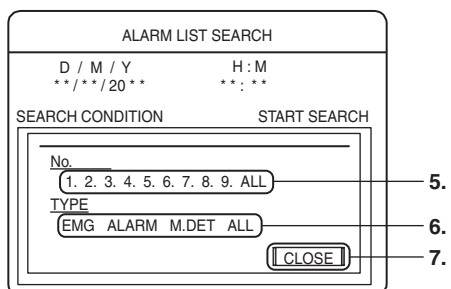 ALARM LIST SEARCH
D / M / Y H : M
* * / * * / 20 * * * * : * *
SEARCH CONDITION START SEARCH
No.
1. 2. 3. 4. 5. 6. 7. 8. 9. ALL 5.
TYPE
EMG ALARM M.DET ALL 6.
CLOSE 7.